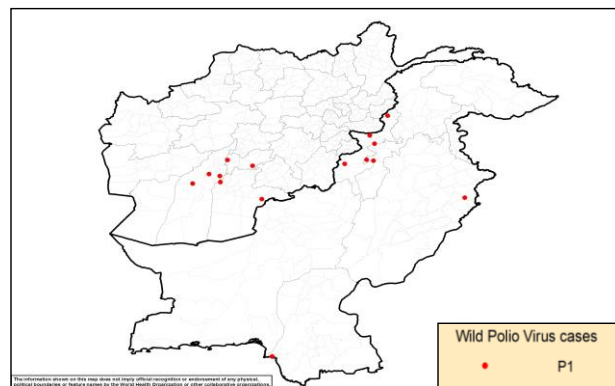 Wild Polio Virus cases
P1
The information shown on this map does not imply official recognition or endorsement of any physical,
political boundaries or feature names by the World Health Organization or other collaborative organizations.